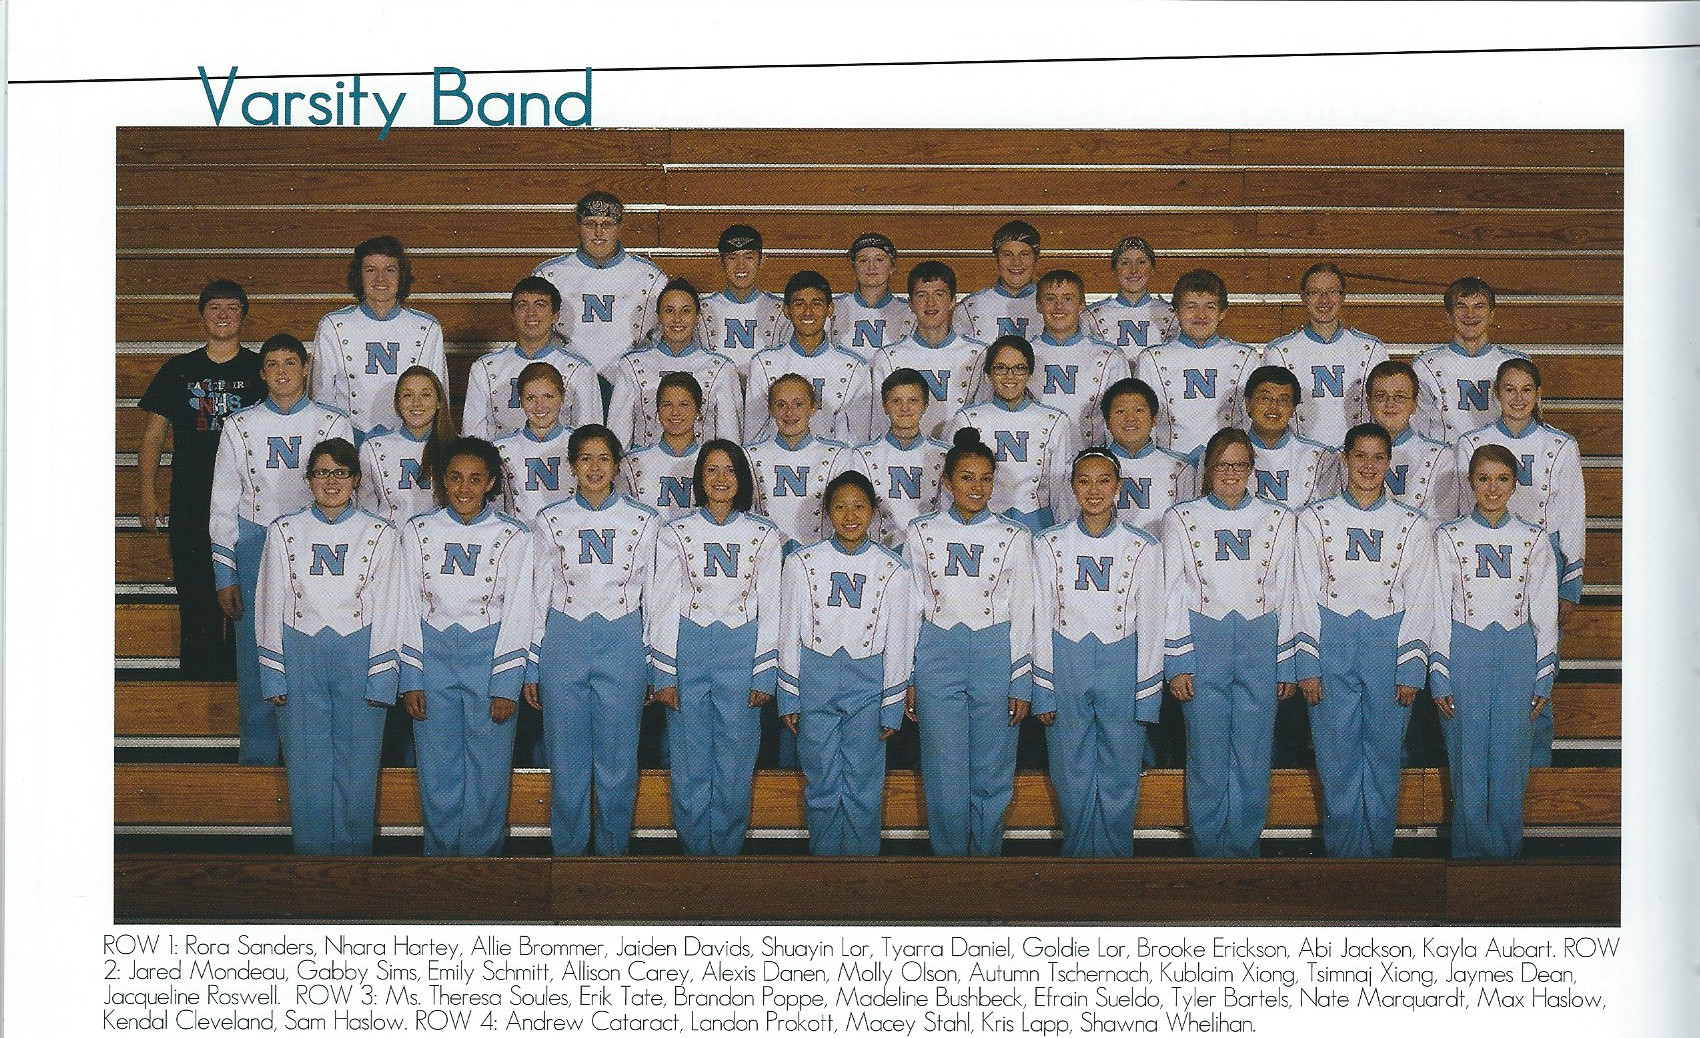 Varsity Band
EAU CLAIRE
NHS
N N N N N
N N N N N N N N N
N N N N N N N N N N N
N N N N N N N N N N
ROW 1: Rora Sanders, Nhara Hartey, Allie Brommer, Jaiden Davids, Shuayin Lor, Tyarra Daniel, Goldie Lor, Brooke Erickson, Abi Jackson, Kayla Aubart. ROW
2: Jared Mondeau, Gabby Sims, Emily Schmitt, Allison Carey, Alexis Danen, Molly Olson, Autumn Tschernach, Kublaim Xiong, Tsimnaj Xiong, Jaymes Dean,
Jacqueline Roswell. ROW 3: Ms. Theresa Soules, Erik Tate, Brandon Poppe, Madeline Bushbeck, Efrain Sueldo, Tyler Bartels, Nate Marquardt, Max Haslow,
Kendal Cleveland, Sam Haslow. ROW 4: Andrew Cataract, Landon Prokott, Macey Stahl, Kris Lapp, Shawna Whelihan.